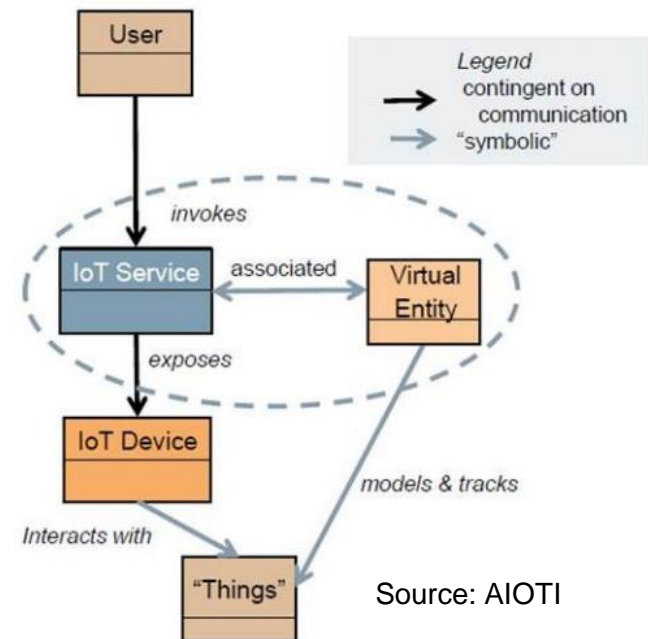 User
Legend
contingent on
communication
"symbolic"
invokes
IoT Service
associated
Virtual
Entity
exposes
IoT Device
models & tracks
Interacts with
"Things"
Source: AIOTI